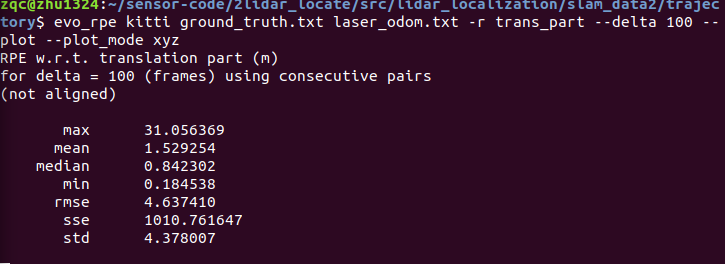 zqc@zhu1324:~/sensor-code/2lidar_locate/src/lidar_localization/slam_data2/trajec
tory$ evo_rpe kitti ground_truth.txt laser_odom.txt -r trans_part --delta 100 --
plot --plot_mode xyz
RPE w.r.t. translation part (m)
for delta = 100 (frames) using consecutive pairs
(not aligned)
max 31.056369
mean 1.529254
median 0.842302
min 0.184538
rmse 4.637410
sse 1010.761647
std 4.378007